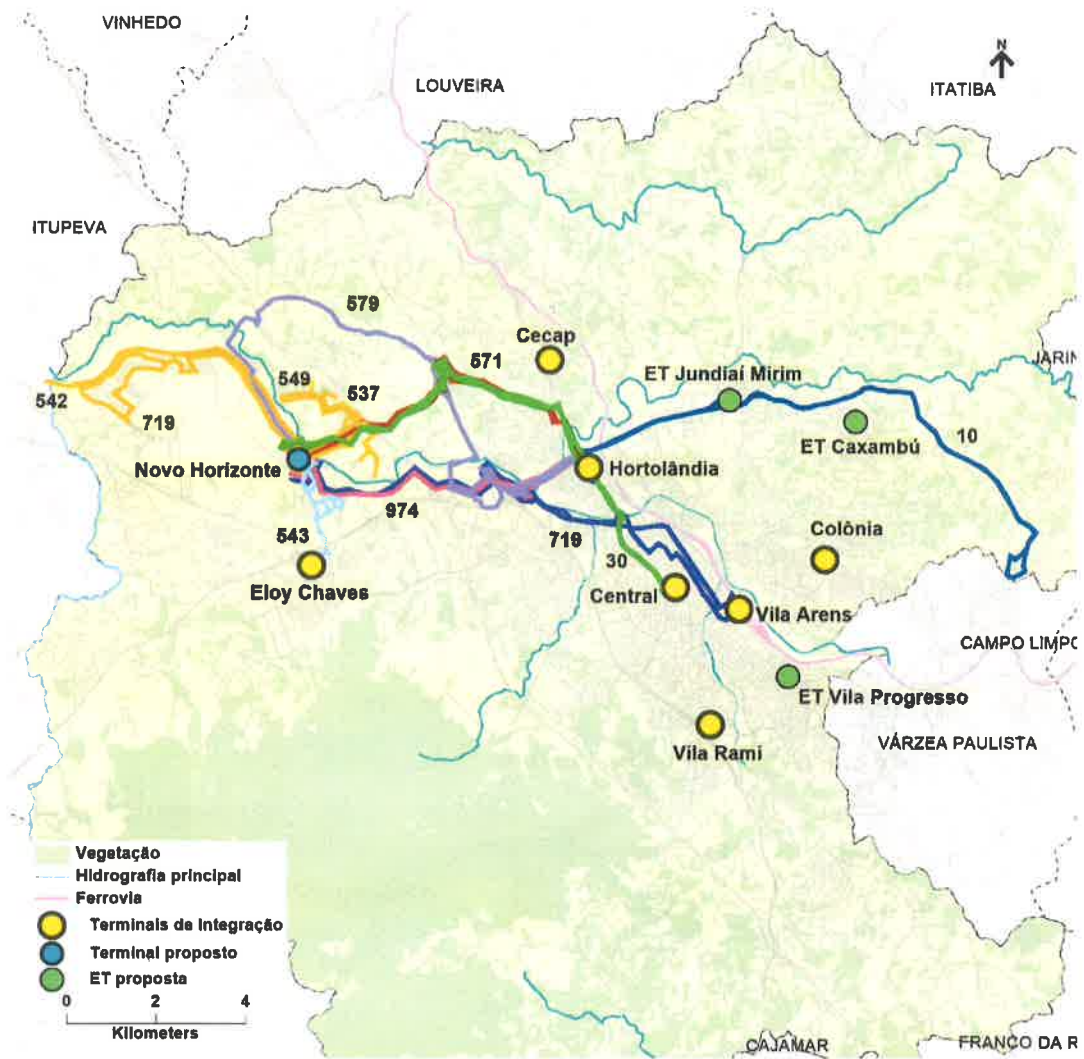 VINHEDO
LOUVEIRA
N
ITATIBA
ITUPEVA
579
Cecap
571
JARIN
ET Jundiaí Mirim
549
537
542
719
ET Caxambú
10
Novo Horizonte
Hortolândia
974
543
719
Colônia
30
Eloy Chaves
Central
Vila Arens
CAMPO LIMPO
ET Vila Progresso
Vila Rami
VÁRZEA PAULISTA
Vegetação
Hidrografia principal
Ferrovia
Terminais de Integração
Terminal proposto
ET proposta
0 2 4
Kilometers
CAJAMAR
FRANCO DA R